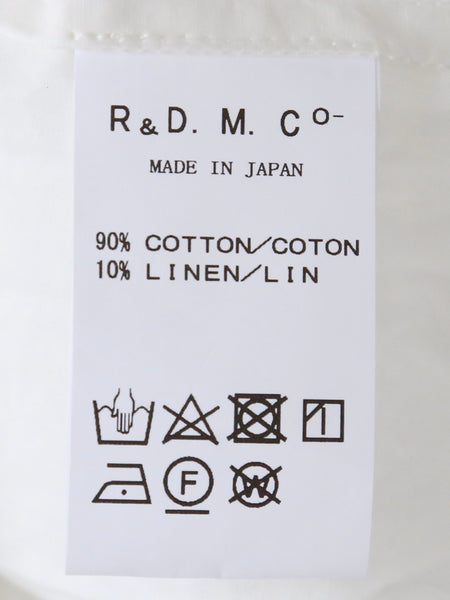 R & D. M. Cº-
MADE IN JAPAN
90% COTTON/COTON
10% LINEN/LIN
F W